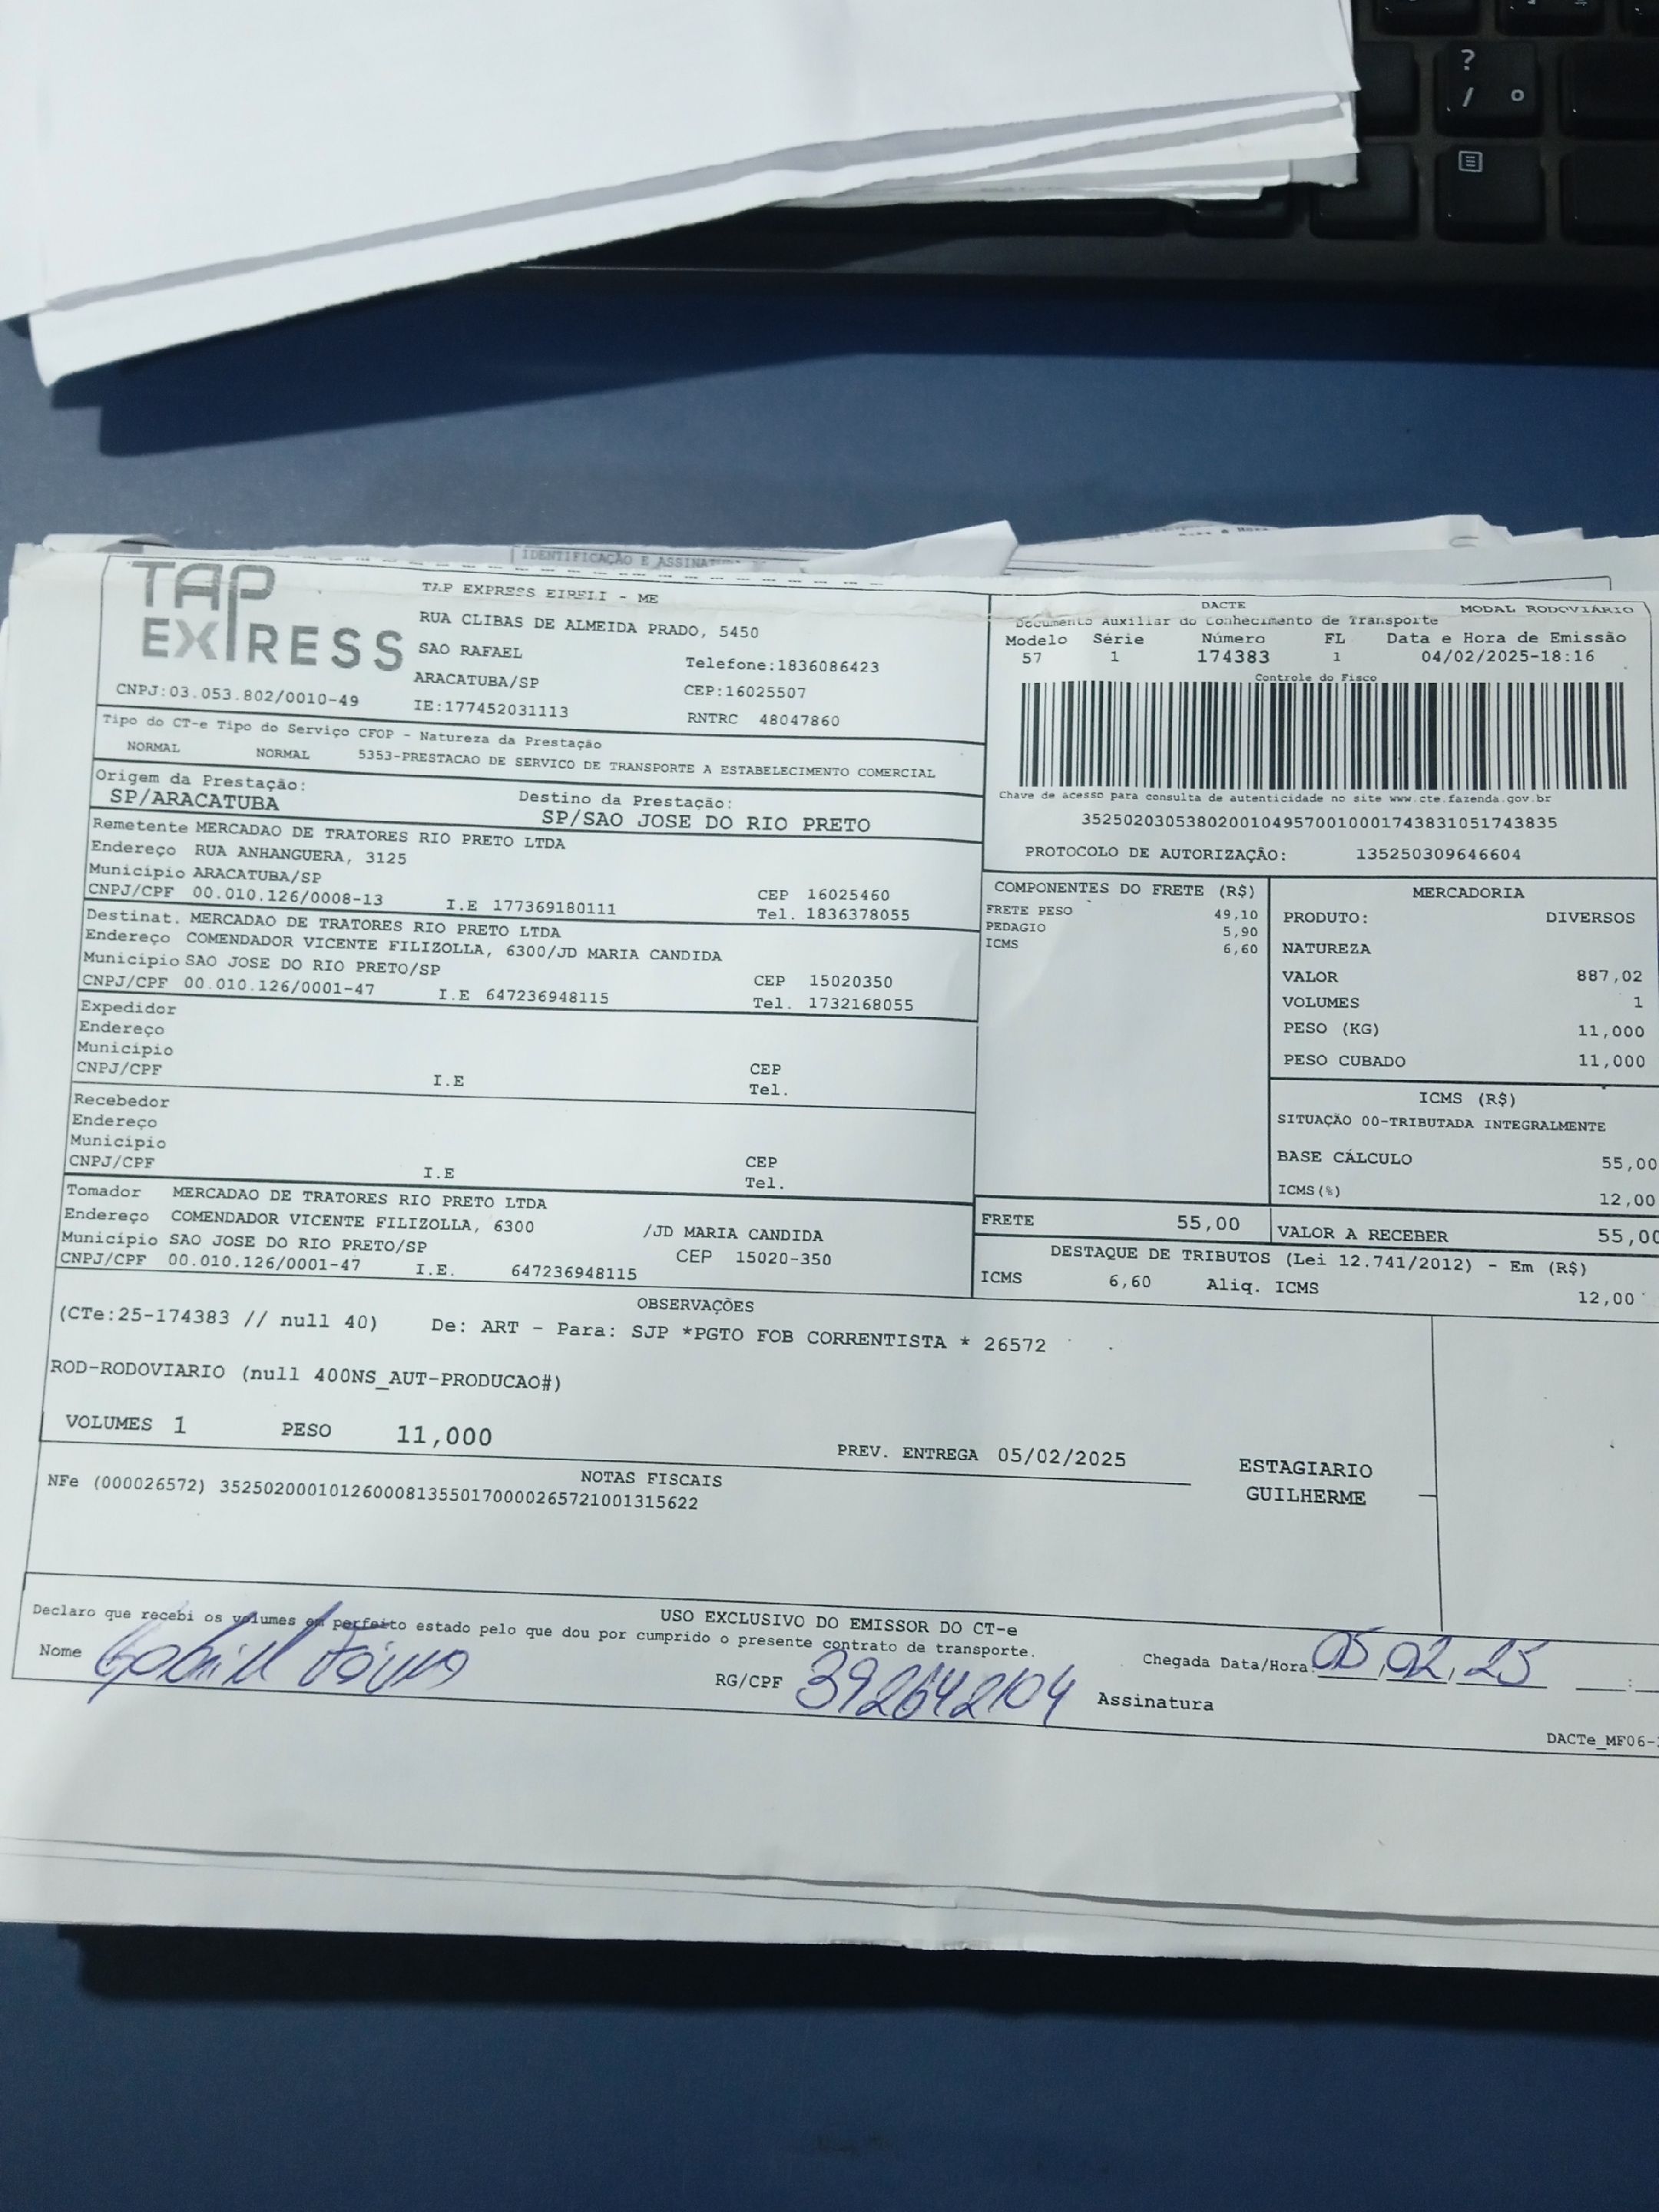 ?
/ °
IDENTIFICAÇÃO E
TAP EXPRESS
TAP EXPRESS EIRELI - ME
RUA CLIBAS DE ALMEIDA PRADO, 5450
SAO RAFAEL
Telefone:1836086423
ARACATUBA/SP
CEP:16025507
CNPJ:03.053.802/0010-49
IE:177452031113
RNTRC 48047860
DACTE
MODAL RODOVIÁRIO
Documento Auxiliar do Conhecimento de Transporte
Modelo Série Número FL Data e Hora de Emissão
57 1 174383 1 04/02/2025-18:16
Controle do Fisco
Chave de acesso para consulta de autenticidade no site www.cte.fazenda.gov.br
35250203053802001049570010001743831051743835
PROTOCOLO DE AUTORIZAÇÃO: 135250309646604
Tipo do CT-e Tipo do Serviço CFOP - Natureza da Prestação
NORMAL NORMAL 5353-PRESTACAO DE SERVICO DE TRANSPORTE A ESTABELECIMENTO COMERCIAL
Origem da Prestação: Destino da Prestação:
SP/ARACATUBA SP/SAO JOSE DO RIO PRETO
Remetente MERCADAO DE TRATORES RIO PRETO LTDA
Endereço RUA ANHANGUERA, 3125
Município ARACATUBA/SP CEP 16025460
CNPJ/CPF 00.010.126/0008-13 I.E 177369180111 Tel. 1836378055
Destinat. MERCADAO DE TRATORES RIO PRETO LTDA
Endereço COMENDADOR VICENTE FILIZOLLA, 6300/JD MARIA CANDIDA
Município SAO JOSE DO RIO PRETO/SP CEP 15020350
CNPJ/CPF 00.010.126/0001-47 I.E 647236948115 Tel. 1732168055
Expedidor
Endereço
Município CEP
CNPJ/CPF I.E Tel.
Recebedor
Endereço
Município CEP
CNPJ/CPF I.E Tel.
Tomador MERCADAO DE TRATORES RIO PRETO LTDA
Endereço COMENDADOR VICENTE FILIZOLLA, 6300 /JD MARIA CANDIDA
Município SAO JOSE DO RIO PRETO/SP CEP 15020-350
CNPJ/CPF 00.010.126/0001-47 I.E. 647236948115
COMPONENTES DO FRETE (R$)
FRETE PESO 49,10
PEDAGIO 5,90
ICMS 6,60
MERCADORIA
PRODUTO: DIVERSOS
NATUREZA
VALOR 887,02
VOLUMES 1
PESO (KG) 11,000
PESO CUBADO 11,000
ICMS (R$)
SITUAÇÃO 00-TRIBUTADA INTEGRALMENTE
BASE CÁLCULO 55,00
ICMS(%) 12,00
FRETE 55,00 VALOR A RECEBER 55,00
DESTAQUE DE TRIBUTOS (Lei 12.741/2012) - Em (R$)
ICMS 6,60 Aliq. ICMS 12,00
OBSERVAÇÕES
(CTe:25-174383 // null 40) De: ART - Para: SJP *PGTO FOB CORRENTISTA * 26572
ROD-RODOVIARIO (null 400NS_AUT-PRODUCAO#)
VOLUMES 1 PESO 11,000 PREV. ENTREGA 05/02/2025
ESTAGIARIO
GUILHERME
NOTAS FISCAIS
NFe (000026572) 35250200010126000813550170000265721001315622
USO EXCLUSIVO DO EMISSOR DO CT-e
Declaro que recebi os volumes em perfeito estado pelo que dou por cumprido o presente contrato de transporte.
Nome Gabriel RG/CPF 392642104 Assinatura
Chegada Data/Hora: 05,02,25 :
DACTe_MF06-